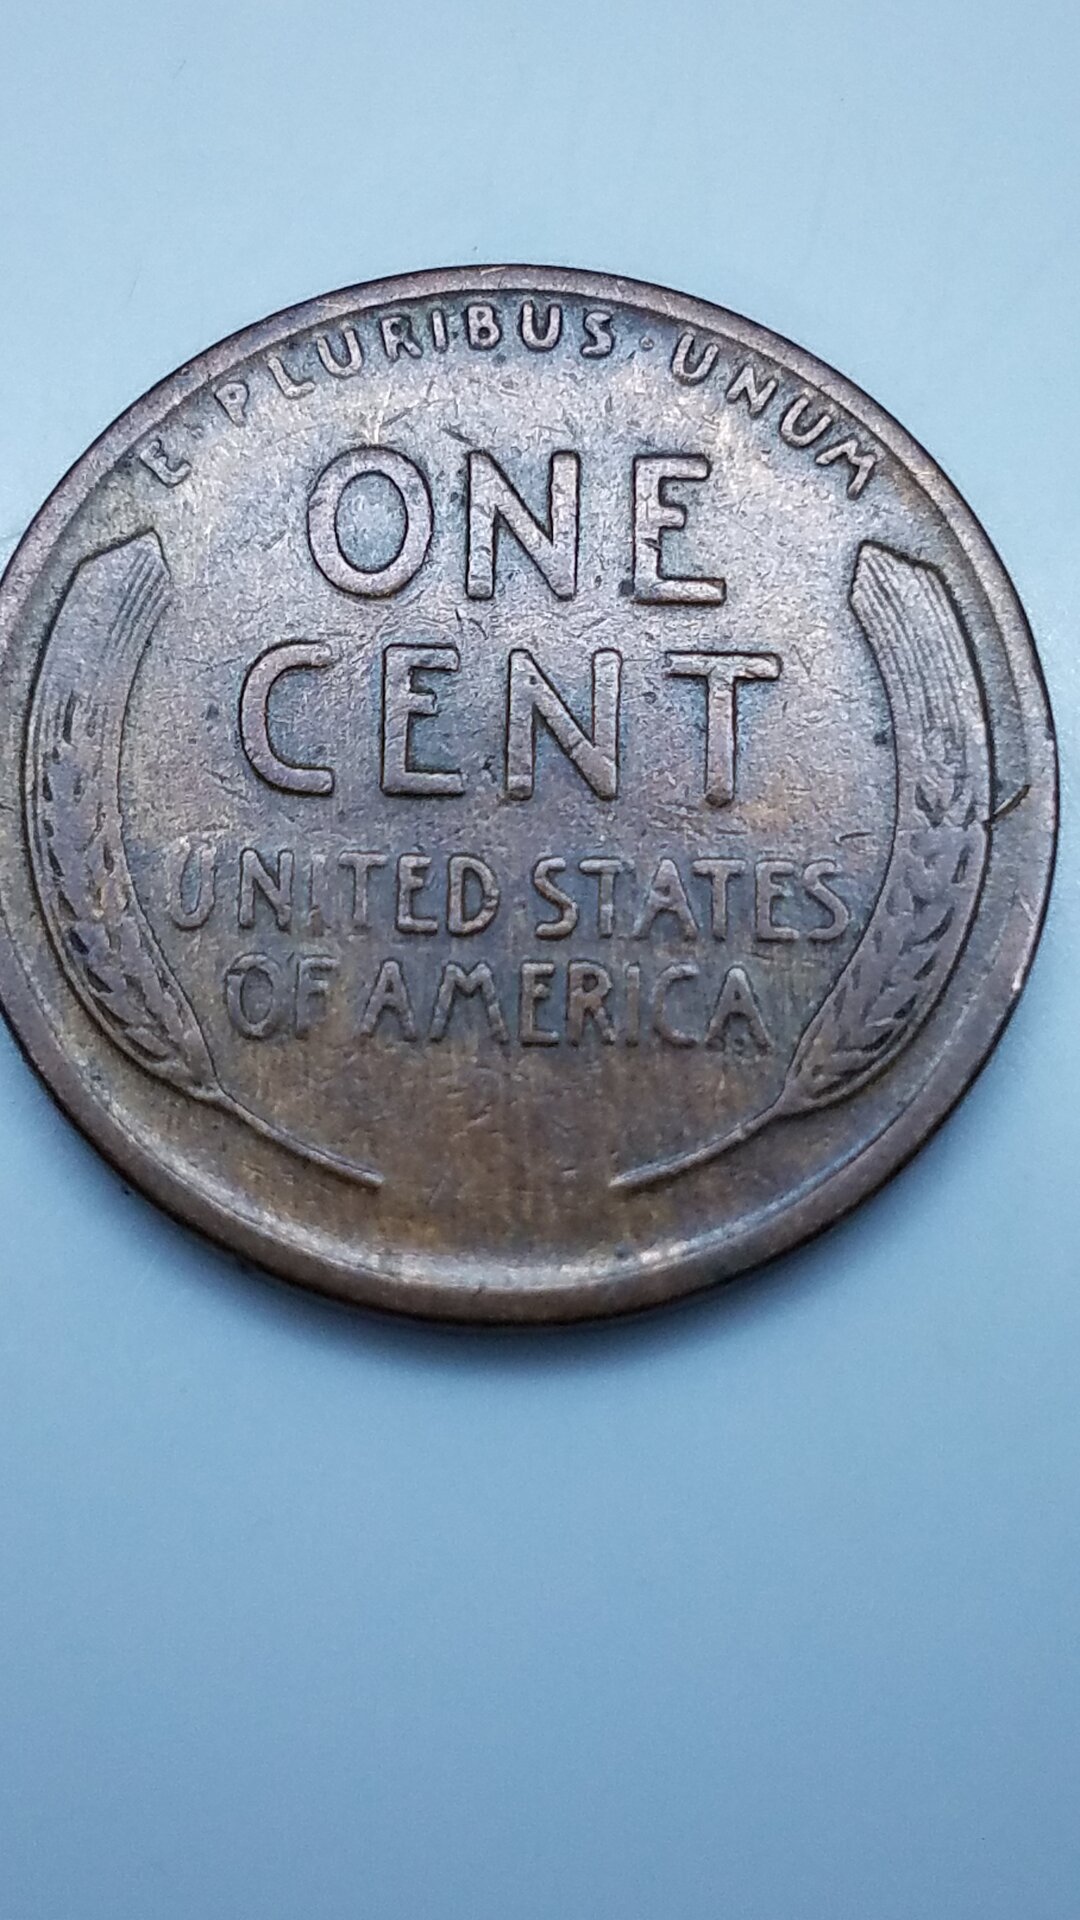 E · PLURIBUS · UNUM
ONE
CENT
UNITED STATES
OF AMERICA